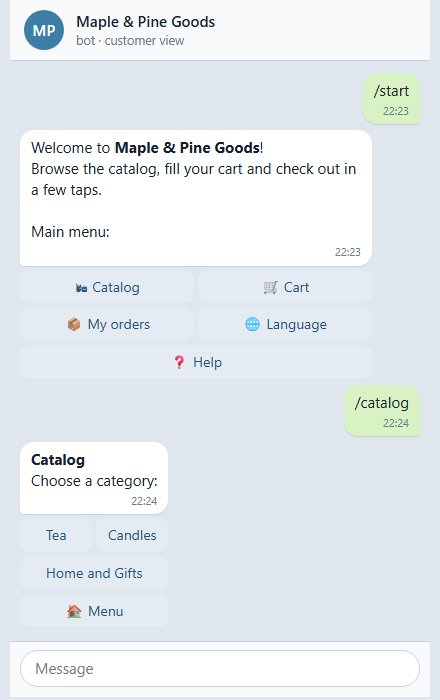 MP
Maple & Pine Goods
bot · customer view
/start
22:23
Welcome to Maple & Pine Goods!
Browse the catalog, fill your cart and check out in
a few taps.
Main menu:
22:23
Catalog
Cart
My orders
Language
Help
/catalog
22:24
Catalog
Choose a category:
22:24
Tea
Candles
Home and Gifts
Menu
Message